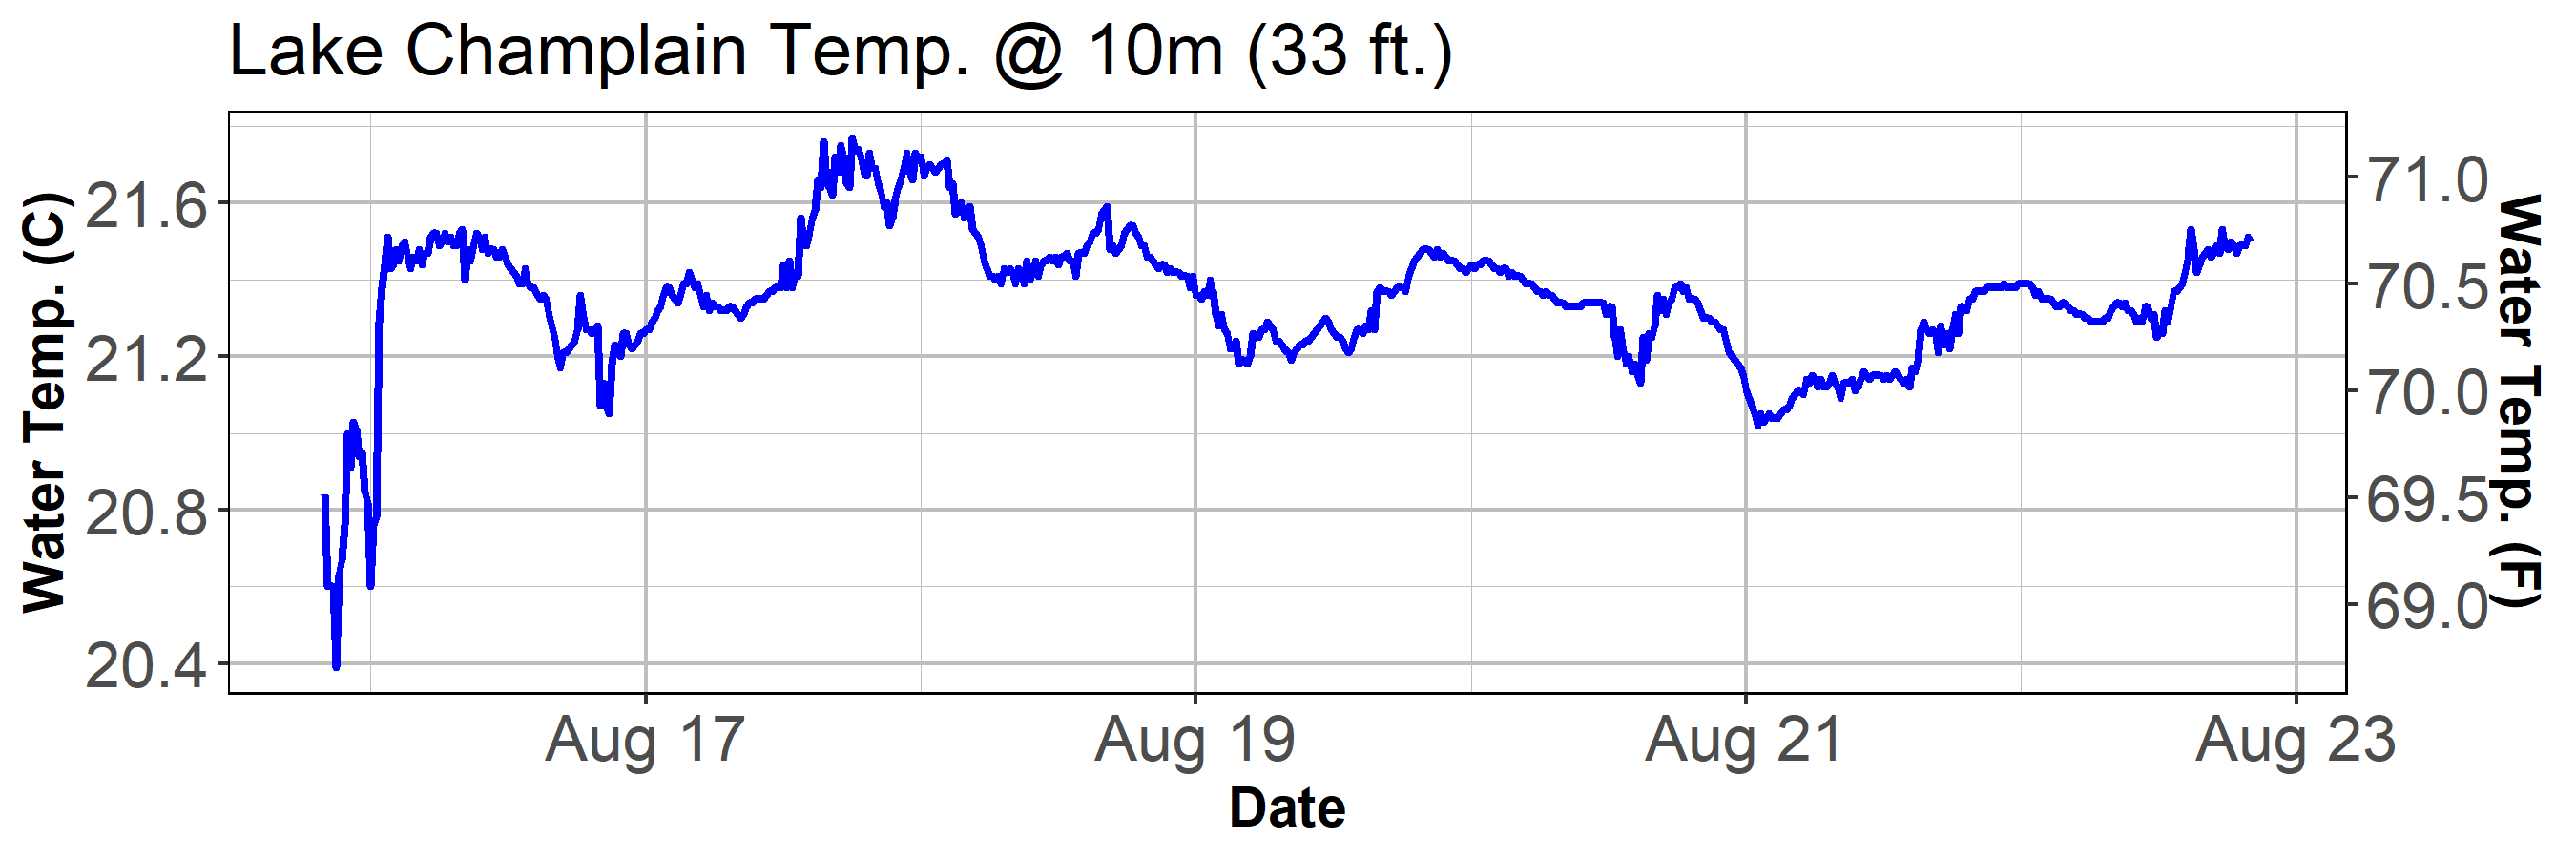 Lake Champlain Temp. @ 10m (33 ft.)
Water Temp. (C)
21.6
21.2
20.8
20.4
71.0
70.5
70.0
69.5
69.0
Water Temp. (F)
Aug 17
Aug 19
Aug 21
Aug 23
Date